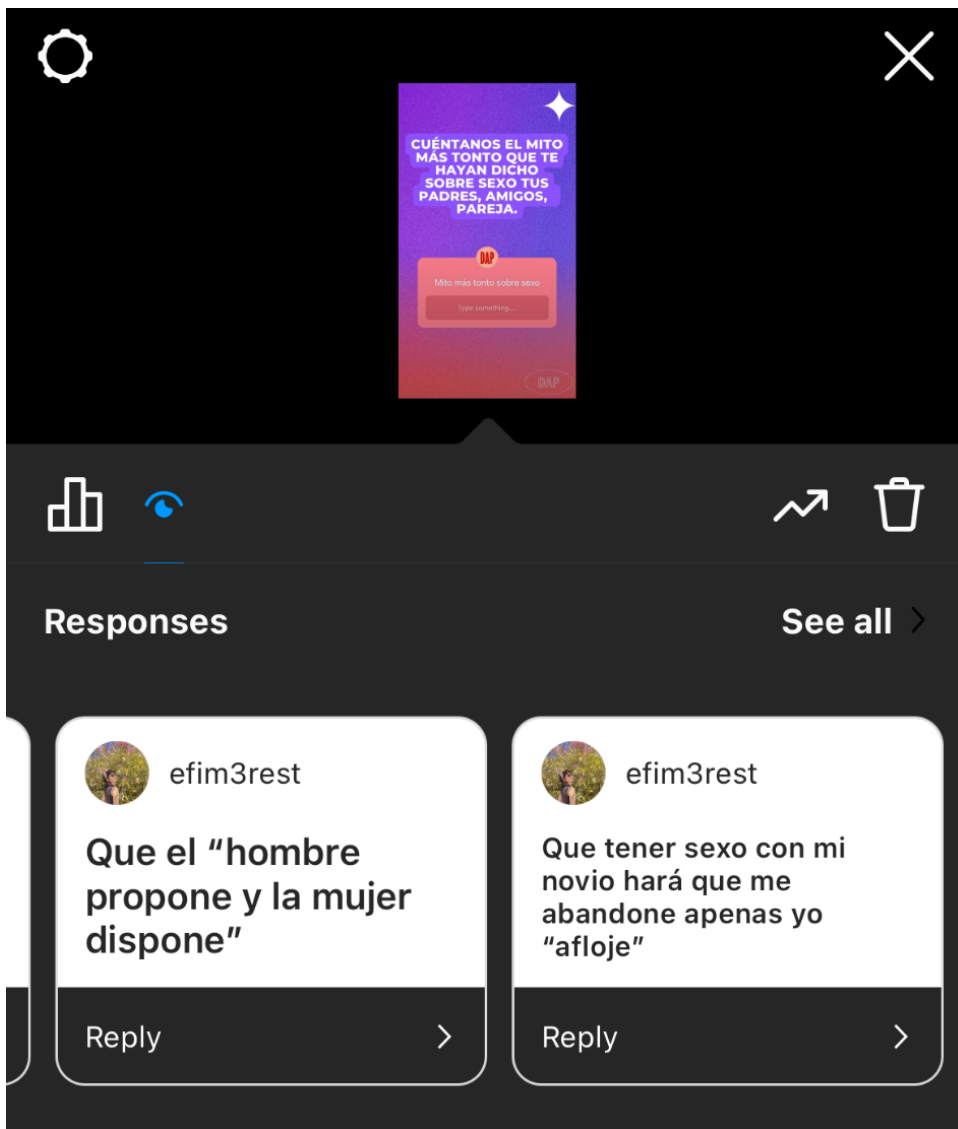 CUÉNTANOS EL MITO
MÁS TONTO QUE TE
HAYAN DICHO
SOBRE SEXO TUS
PADRES, AMIGOS,
PAREJA.
DAP
Mito más tonto sobre sexo
Type something...
DAP
Responses
See all
efim3rest
Que el “hombre
propone y la mujer
dispone”
Reply
efim3rest
Que tener sexo con mi
novio hará que me
abandone apenas yo
“afloje”
Reply